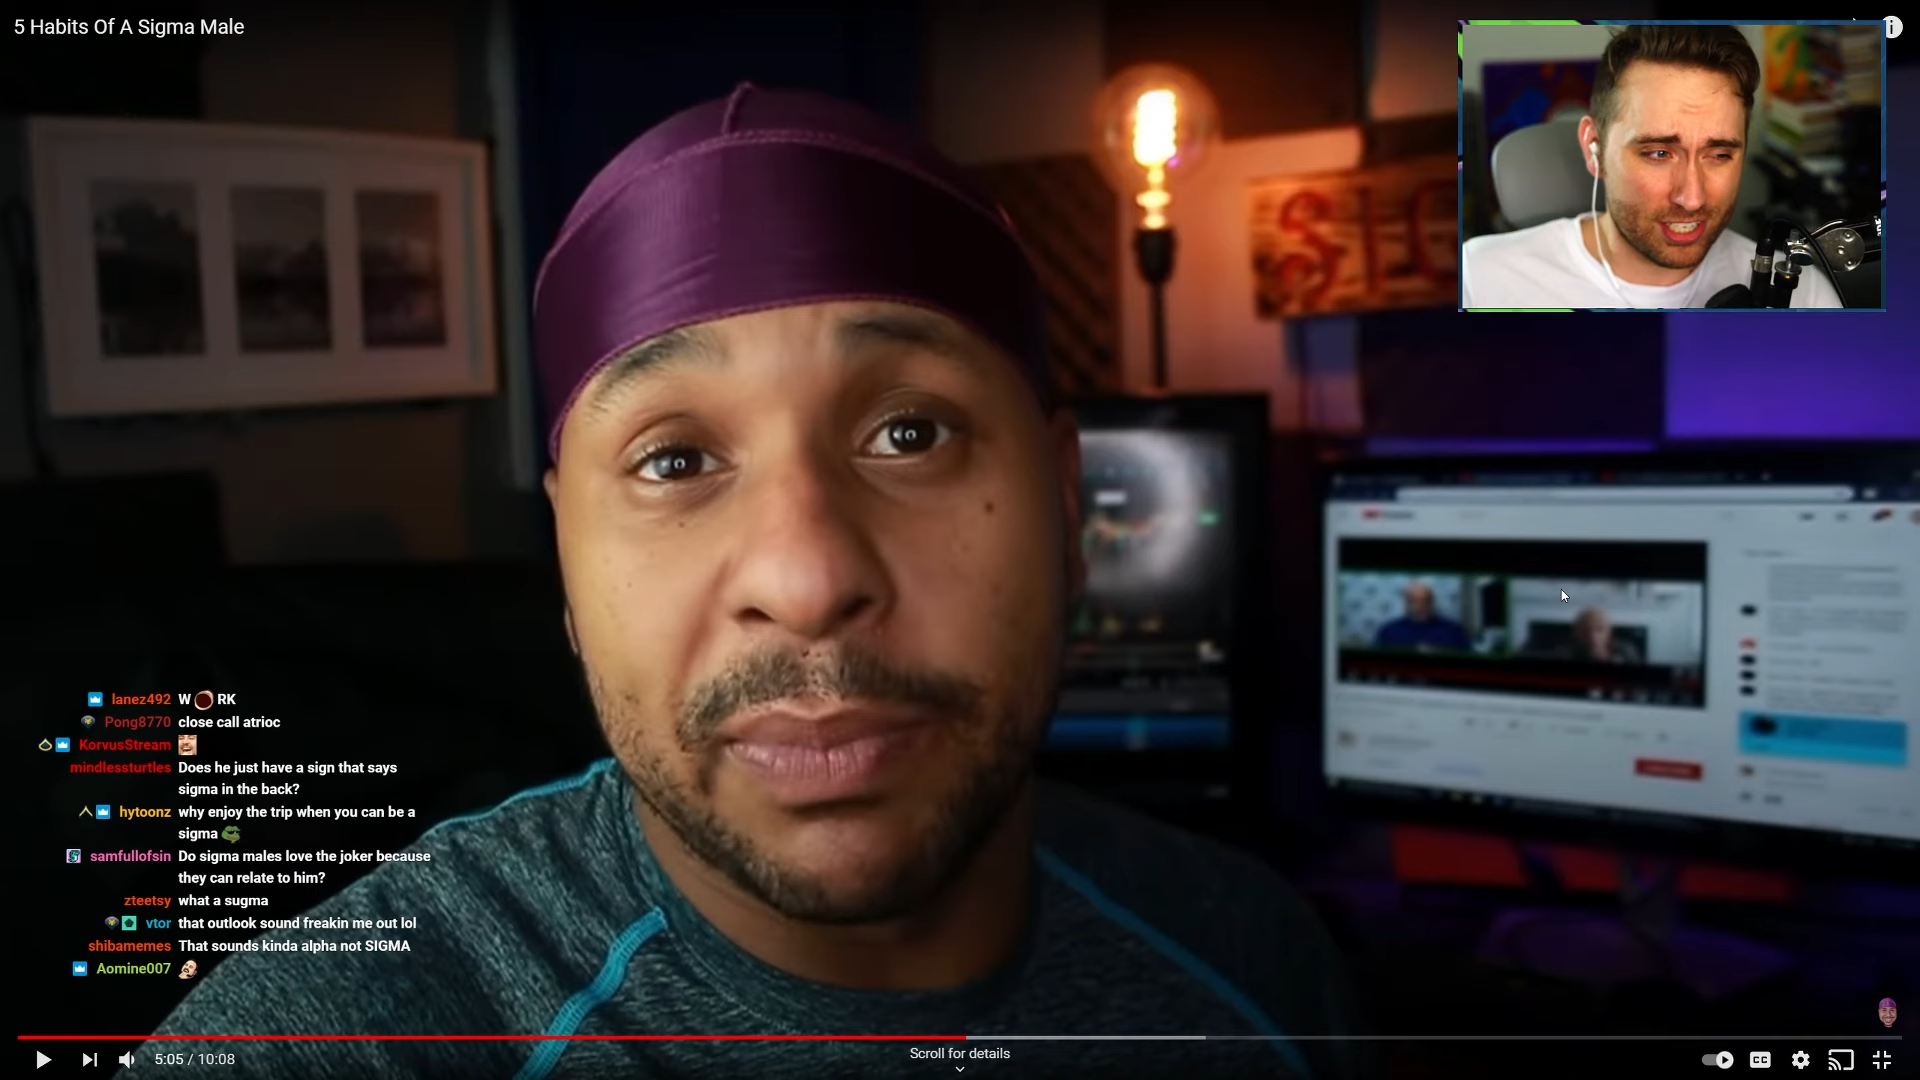 5 Habits Of A Sigma Male
i
SIG
lanez492 W RK
Pong8770 close call atrioc
KorvusStream
mindlessturtles Does he just have a sign that says
sigma in the back?
hytoonz why enjoy the trip when you can be a
sigma
samfullofsin Do sigma males love the joker because
they can relate to him?
zteetsy what a sugma
vtor that outlook sound freakin me out lol
shibamemes That sounds kinda alpha not SIGMA
Aomine007
5:05 / 10:08
Scroll for details
CC